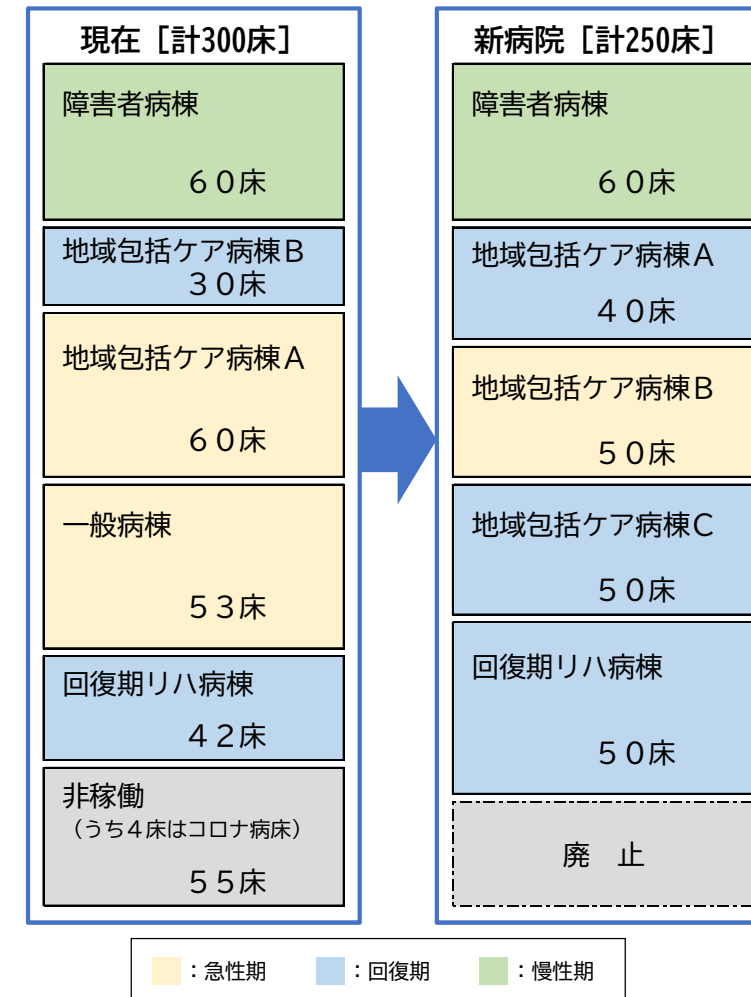 現在［計300床］
障害者病棟
６０床
地域包括ケア病棟Ｂ
３０床
地域包括ケア病棟Ａ
６０床
一般病棟
５３床
回復期リハ病棟
４２床
非稼働
（うち４床はコロナ病床）
５５床
新病院［計250床］
障害者病棟
６０床
地域包括ケア病棟Ａ
４０床
地域包括ケア病棟Ｂ
５０床
地域包括ケア病棟Ｃ
５０床
回復期リハ病棟
５０床
廃　止
：急性期　：回復期　：慢性期